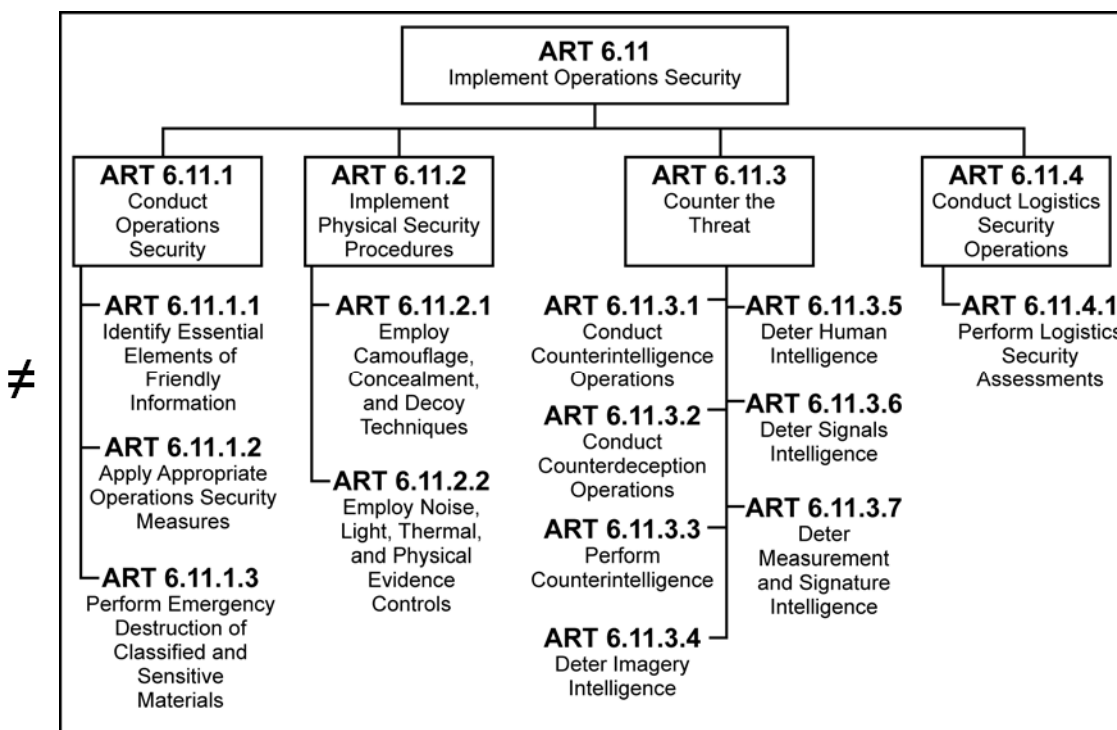 ART 6.11
Implement Operations Security
ART 6.11.1
Conduct
Operations
Security
ART 6.11.1.1
Identify Essential
Elements of
Friendly
Information
ART 6.11.1.2
Apply Appropriate
Operations Security
Measures
ART 6.11.1.3
Perform Emergency
Destruction of
Classified and
Sensitive
Materials
ART 6.11.2
Implement
Physical Security
Procedures
ART 6.11.2.1
Employ
Camouflage,
Concealment,
and Decoy
Techniques
ART 6.11.2.2
Employ Noise,
Light, Thermal,
and Physical
Evidence
Controls
ART 6.11.3
Counter the
Threat
ART 6.11.3.1
Conduct
Counterintelligence
Operations
ART 6.11.3.2
Conduct
Counterdeception
Operations
ART 6.11.3.3
Perform
Counterintelligence
ART 6.11.3.4
Deter Imagery
Intelligence
ART 6.11.3.5
Deter Human
Intelligence
ART 6.11.3.6
Deter Signals
Intelligence
ART 6.11.3.7
Deter
Measurement
and Signature
Intelligence
ART 6.11.4
Conduct Logistics
Security
Operations
ART 6.11.4.1
Perform Logistics
Security
Assessments
≠